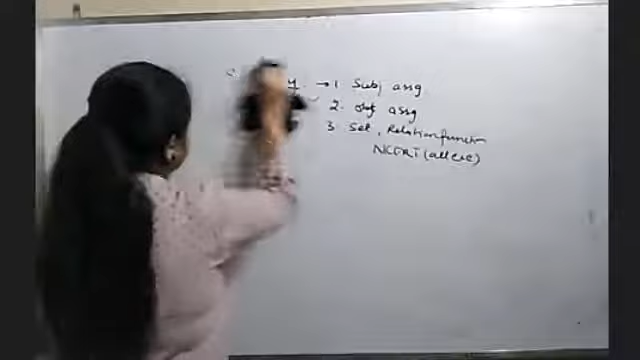 → 1. Subj assg
2. Obj assg
3. Set, Relation function
NCERT (all exe)